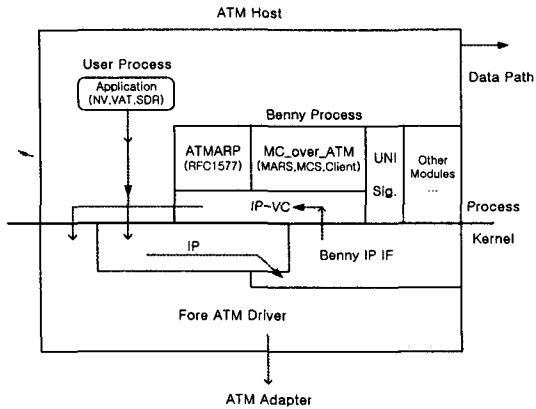 ATM Host
User Process
Data Path
Application
(NV,VAT,SDR)
Benny Process
ATMARP
(RFC1577)
MC_over_ATM
(MARS,MCS,Client)
UNI
Sig.
Other
Modules
...
IP-VC
Process
Kernel
IP
Benny IP IF
Fore ATM Driver
ATM Adapter